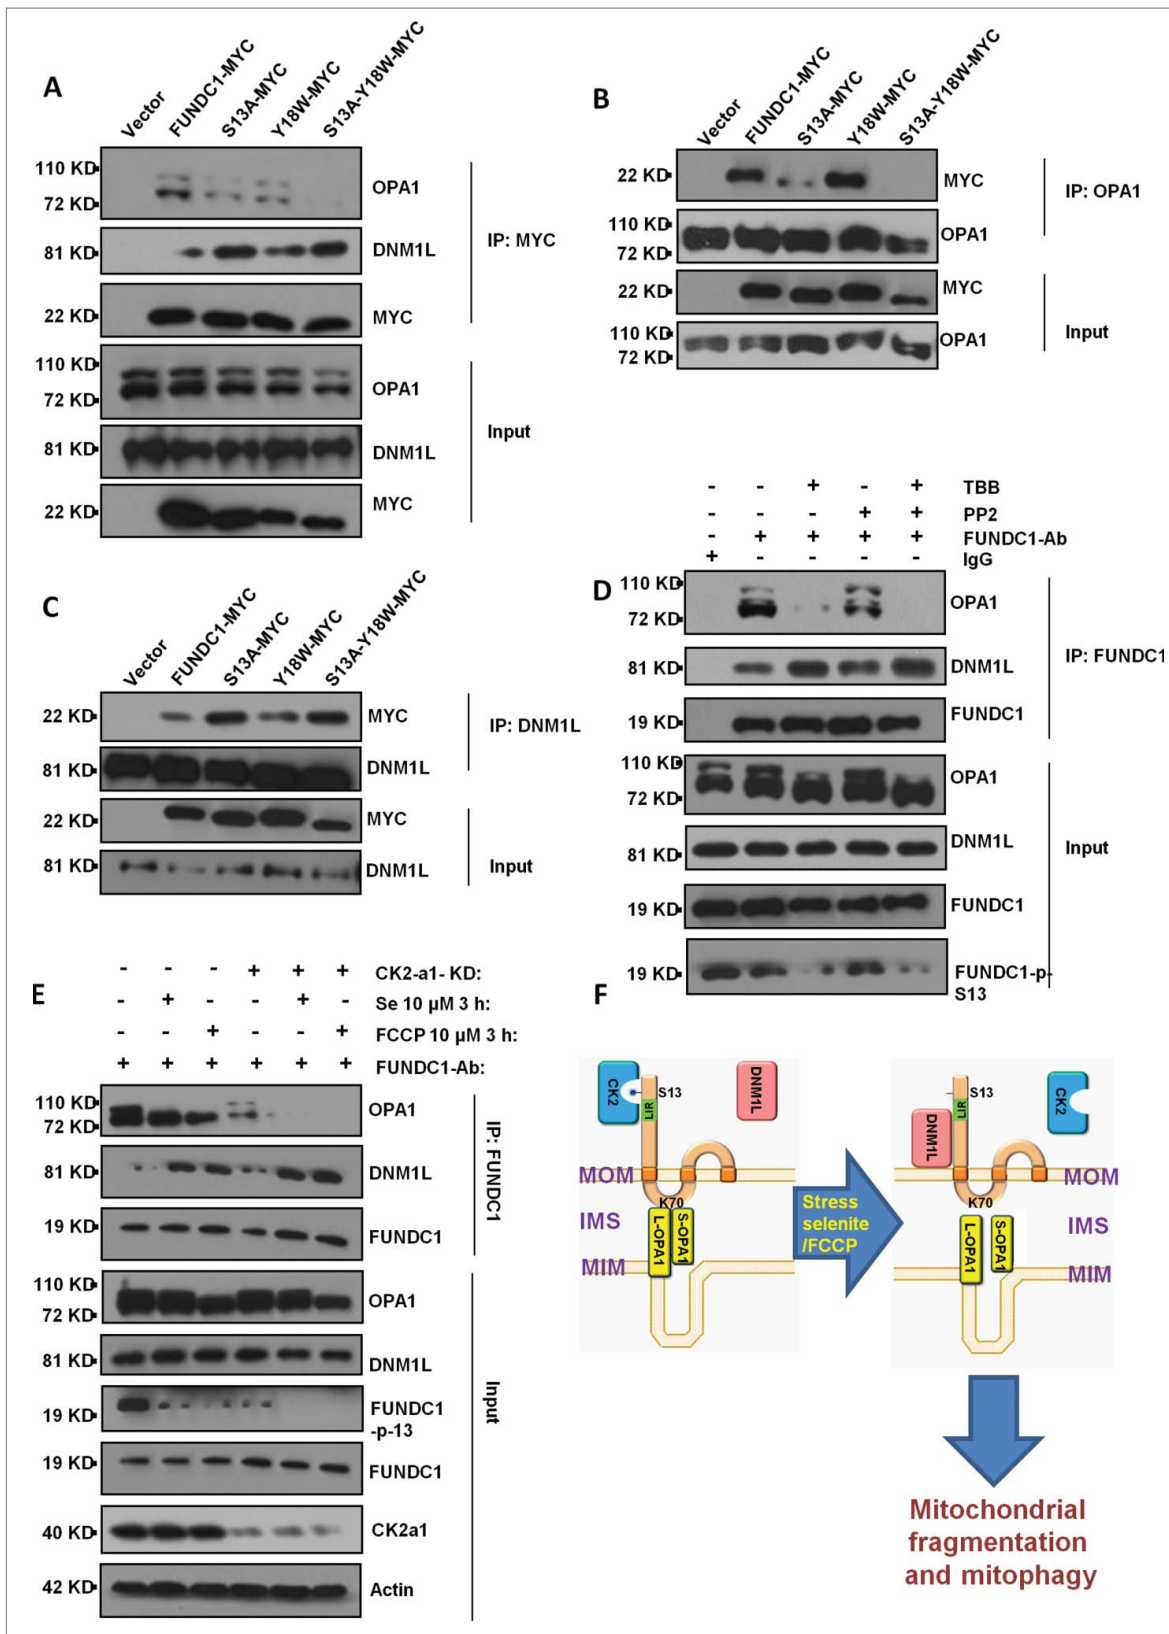 A
Vector
FUNDC1-MYC
S13A-MYC
Y18W-MYC
S13A-Y18W-MYC
110 KD
72 KD
OPA1
81 KD
DNM1L
IP: MYC
22 KD
MYC
110 KD
72 KD
OPA1
81 KD
DNM1L
Input
22 KD
MYC
B
Vector
FUNDC1-MYC
S13A-MYC
Y18W-MYC
S13A-Y18W-MYC
22 KD
MYC
IP: OPA1
110 KD
72 KD
OPA1
22 KD
MYC
Input
110 KD
72 KD
OPA1
C
Vector
FUNDC1-MYC
S13A-MYC
Y18W-MYC
S13A-Y18W-MYC
22 KD
MYC
IP: DNM1L
81 KD
DNM1L
22 KD
MYC
Input
81 KD
DNM1L
D
- - + - + TBB
- - - + + PP2
- + + + + FUNDC1-Ab
+ - - - - IgG
110 KD
72 KD
OPA1
81 KD
DNM1L
IP: FUNDC1
19 KD
FUNDC1
110 KD
72 KD
OPA1
81 KD
DNM1L
Input
19 KD
FUNDC1
19 KD
FUNDC1-p-
S13
E
- - - + + + CK2-a1- KD:
- + - - + - Se 10 µM 3 h:
- - + - - + FCCP 10 µM 3 h:
+ + + + + + FUNDC1-Ab:
110 KD
72 KD
OPA1
81 KD
DNM1L
IP: FUNDC1
19 KD
FUNDC1
110 KD
72 KD
OPA1
81 KD
DNM1L
Input
19 KD
FUNDC1
-p-13
19 KD
FUNDC1
40 KD
CK2a1
42 KD
Actin
F
CK2
S13
LIR
DNM1L
MOM
K70
IMS
L-OPA1
S-OPA1
MIM
Stress
selenite
/FCCP
S13
LIR
DNM1L
CK2
MOM
K70
IMS
L-OPA1
S-OPA1
MIM
Mitochondrial
fragmentation
and mitophagy